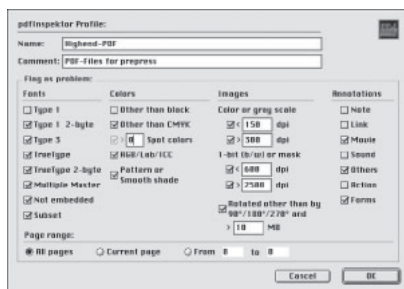 pdfInspektor Profile:
Name: Highend-PDF
Comment: PDF-Files for prepress
Flag as problem:
Fonts Colors Images Annotations
Type 1 Other than black Color or gray scale Note
Type 1 2-byte Other than CMYK < 150 dpi Link
Type 3 > 0 Spot colors > 500 dpi Movie
TrueType RGB/Lab/ICC 1-bit (b/w) or mask Sound
TrueType 2-byte Pattern or Smooth shade < 600 dpi Others
Multiple Master > 2500 dpi Action
Not embedded Rotated other than by Forms
Subset 90°/180°/270° and
> 10 MB
Page range:
All pages Current page From 0 to 0
Cancel OK